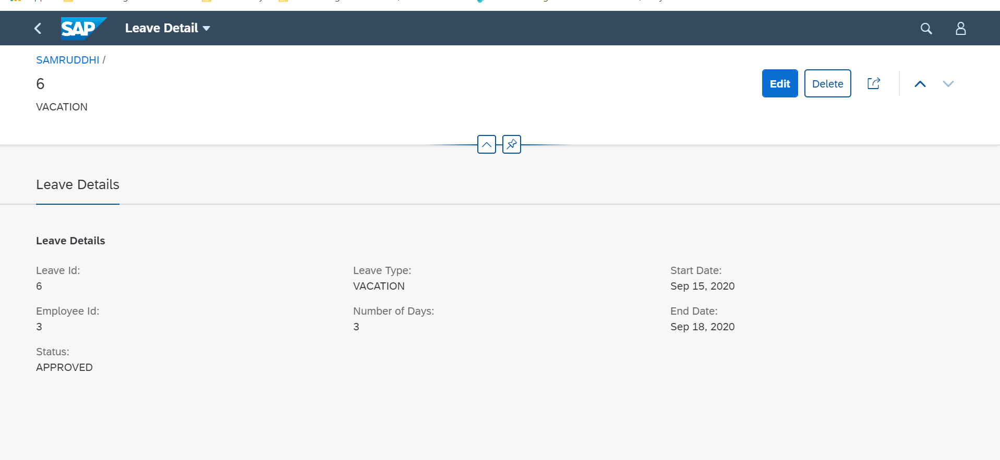 SAP
Leave Detail
SAMRUDDHI /
6
VACATION
Edit
Delete
Leave Details
Leave Details
Leave Id:
6
Leave Type:
VACATION
Start Date:
Sep 15, 2020
Employee Id:
3
Number of Days:
3
End Date:
Sep 18, 2020
Status:
APPROVED